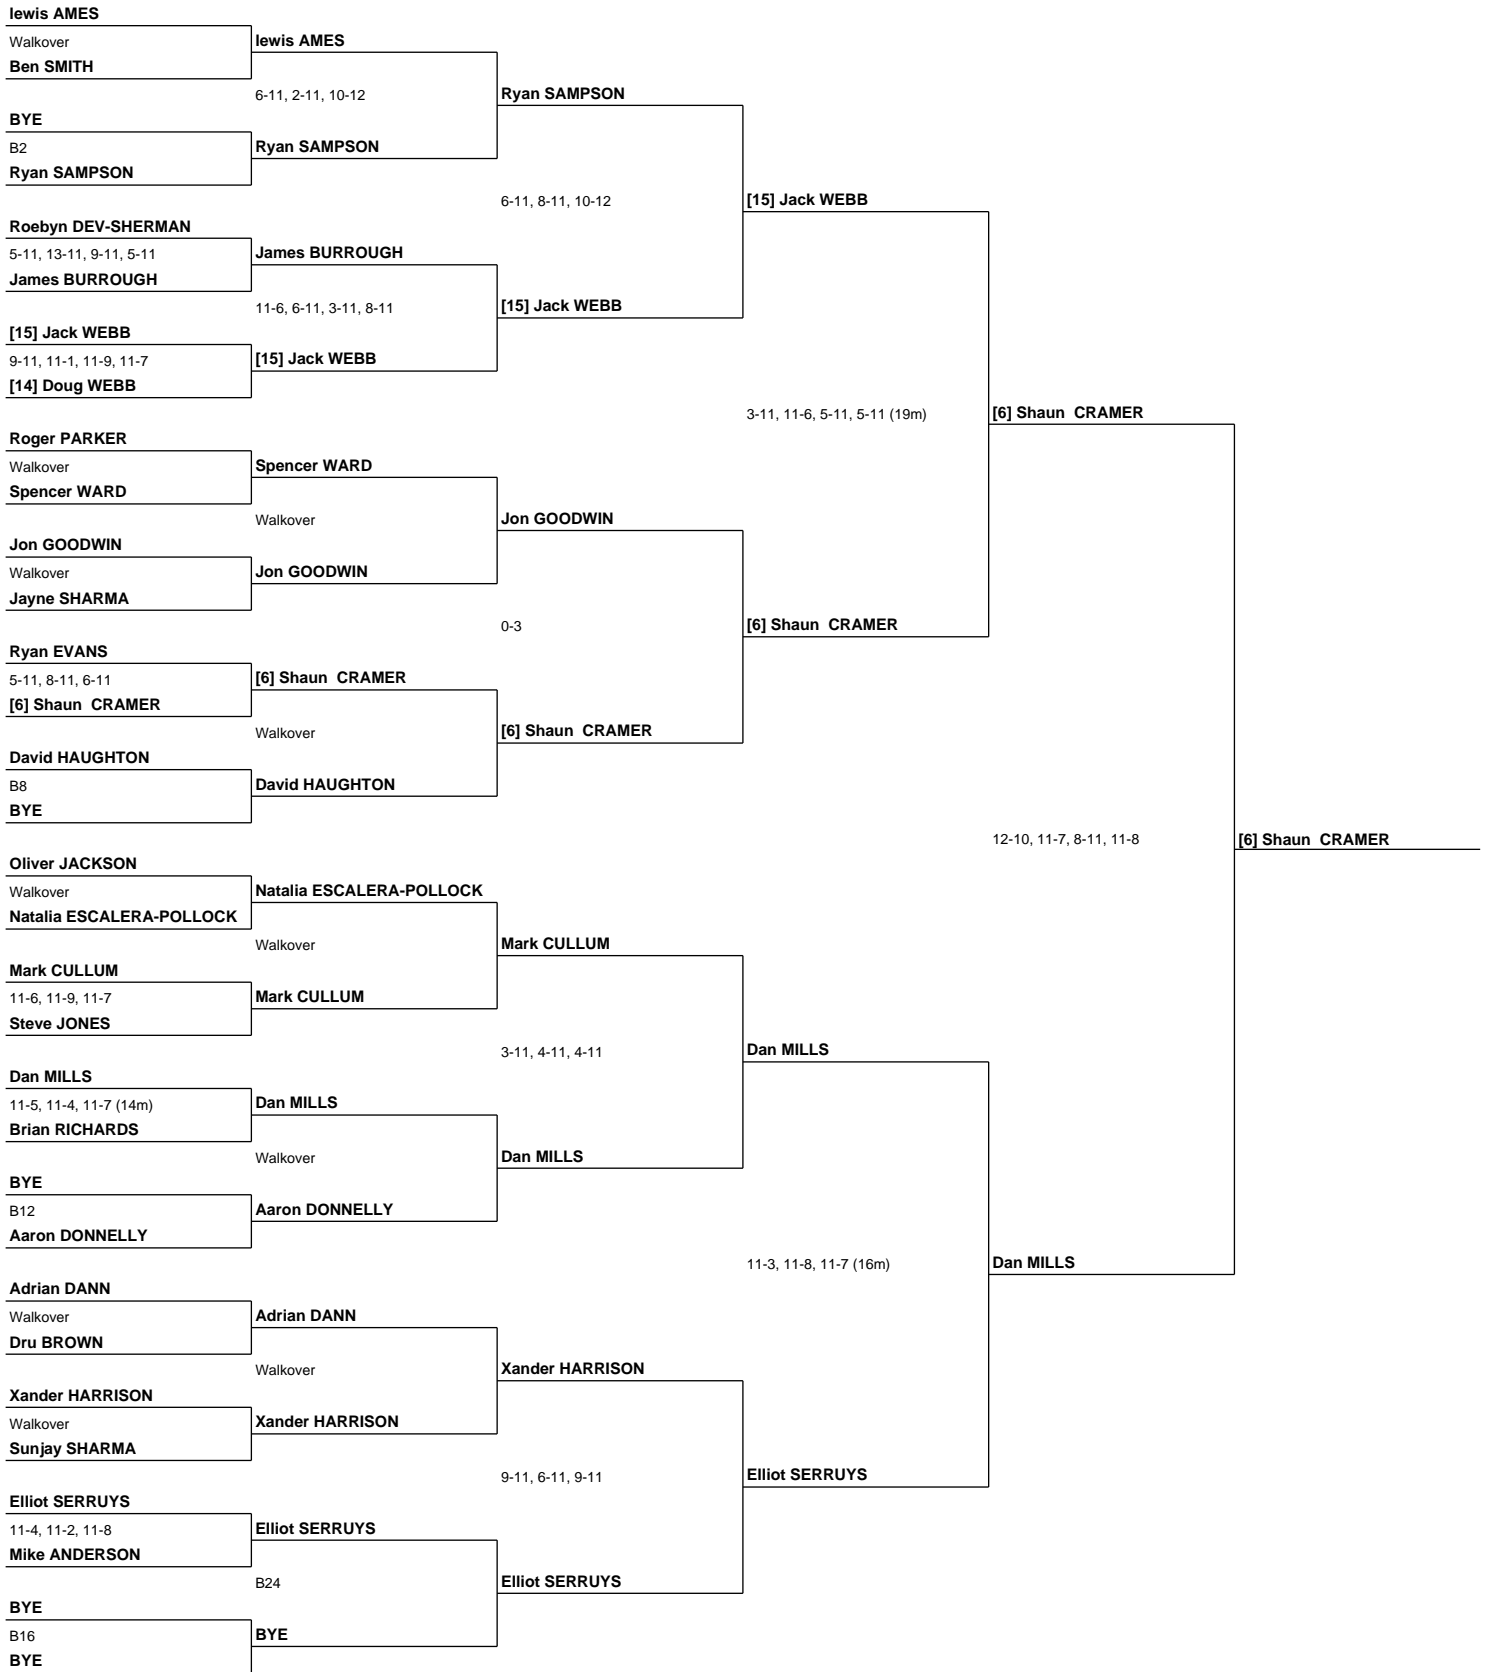 lewis AMES
Walkover
Ben SMITH
BYE
B2
Ryan SAMPSON
Roebyn DEV-SHERMAN
5-11, 13-11, 9-11, 5-11
James BURROUGH
[15] Jack WEBB
9-11, 11-1, 11-9, 11-7
[14] Doug WEBB
Roger PARKER
Walkover
Spencer WARD
Jon GOODWIN
Walkover
Jayne SHARMA
Ryan EVANS
5-11, 8-11, 6-11
[6] Shaun  CRAMER
David HAUGHTON
B8
BYE
Oliver JACKSON
Walkover
Natalia ESCALERA-POLLOCK
Mark CULLUM
11-6, 11-9, 11-7
Steve JONES
Dan MILLS
11-5, 11-4, 11-7 (14m)
Brian RICHARDS
BYE
B12
Aaron DONNELLY
Adrian DANN
Walkover
Dru BROWN
Xander HARRISON
Walkover
Sunjay SHARMA
Elliot SERRUYS
11-4, 11-2, 11-8
Mike ANDERSON
BYE
B16
BYE
lewis AMES
6-11, 2-11, 10-12
Ryan SAMPSON
James BURROUGH
11-6, 6-11, 3-11, 8-11
[15] Jack WEBB
Spencer WARD
Walkover
Jon GOODWIN
[6] Shaun  CRAMER
Walkover
David HAUGHTON
Natalia ESCALERA-POLLOCK
Walkover
Mark CULLUM
Dan MILLS
Walkover
Aaron DONNELLY
Adrian DANN
Walkover
Xander HARRISON
Elliot SERRUYS
B24
BYE
Ryan SAMPSON
6-11, 8-11, 10-12
[15] Jack WEBB
Jon GOODWIN
0-3
[6] Shaun  CRAMER
Mark CULLUM
3-11, 4-11, 4-11
Dan MILLS
Xander HARRISON
9-11, 6-11, 9-11
Elliot SERRUYS
[15] Jack WEBB
3-11, 11-6, 5-11, 5-11 (19m)
[6] Shaun  CRAMER
Dan MILLS
11-3, 11-8, 11-7 (16m)
Elliot SERRUYS
[6] Shaun  CRAMER
12-10, 11-7, 8-11, 11-8
Dan MILLS
[6] Shaun  CRAMER